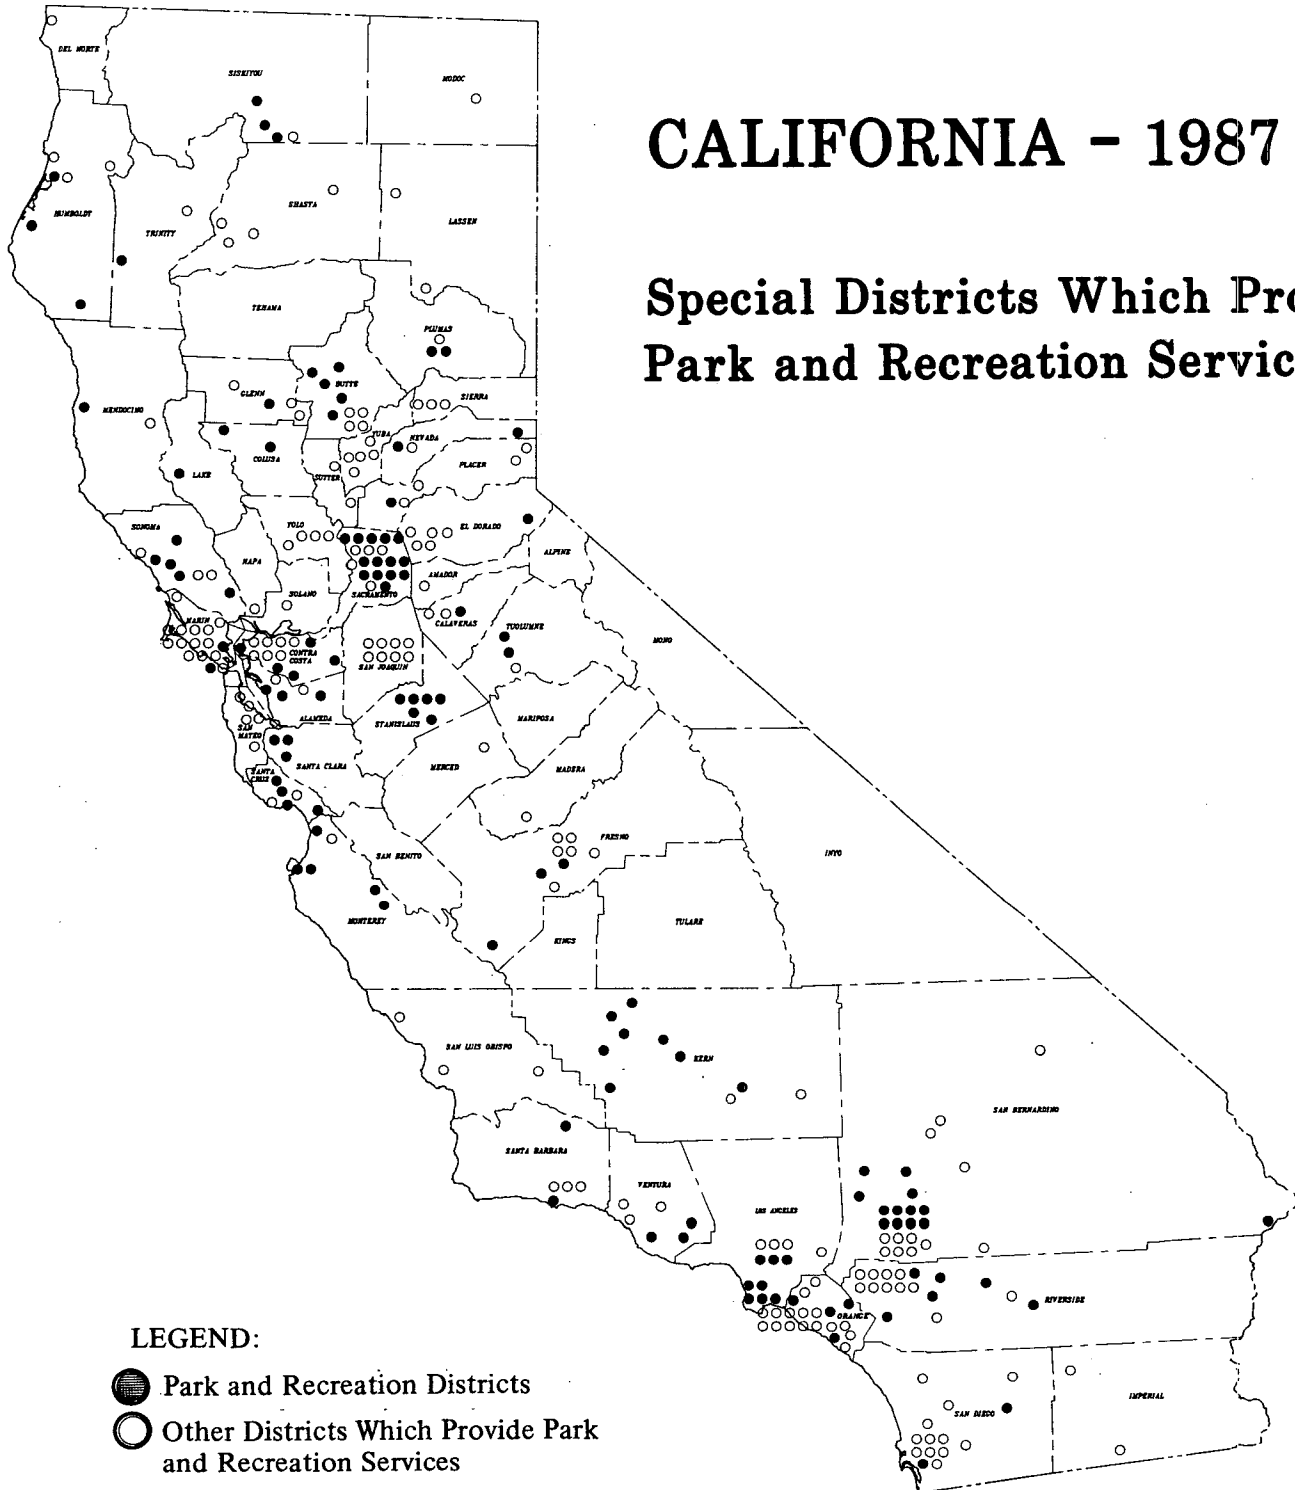 CALIFORNIA - 1987
Special Districts Which Pro
Park and Recreation Servic
DEL NORTE
SISKIYOU
MODOC
HUMBOLDT
TRINITY
SHASTA
LASSEN
TEHAMA
PLUMAS
GLENN
BUTTE
MENDOCINO
SIERRA
COLUSA
YUBA
NEVADA
LAKE
SUTTER
PLACER
SONOMA
YOLO
EL DORADO
NAPA
ALPINE
SOLANO
SACRAMENTO
AMADOR
MARIN
CALAVERAS
TUOLUMNE
MONO
CONTRA
COSTA
SAN JOAQUIN
ALAMEDA
STANISLAUS
MARIPOSA
SAN
MATEO
SANTA CLARA
MERCED
MADERA
SANTA
CRUZ
SAN BENITO
FRESNO
INYO
MONTEREY
KINGS
TULARE
SAN LUIS OBISPO
KERN
SAN BERNARDINO
SANTA BARBARA
VENTURA
LOS ANGELES
ORANGE
RIVERSIDE
SAN DIEGO
IMPERIAL
LEGEND:
Park and Recreation Districts
Other Districts Which Provide Park
and Recreation Services